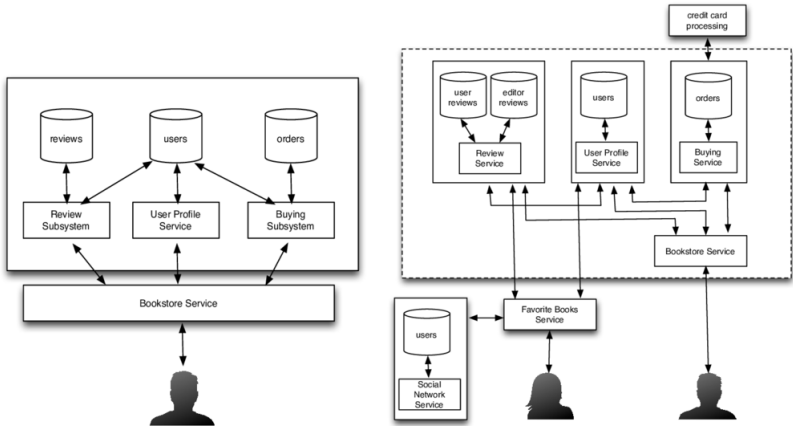 reviews
users
orders
Review
Subsystem
User Profile
Service
Buying
Subsystem
Bookstore Service
credit card
processing
user
reviews
editor
reviews
users
orders
Review
Service
User Profile
Service
Buying
Service
Bookstore Service
Favorite Books
Service
users
Social
Network
Service